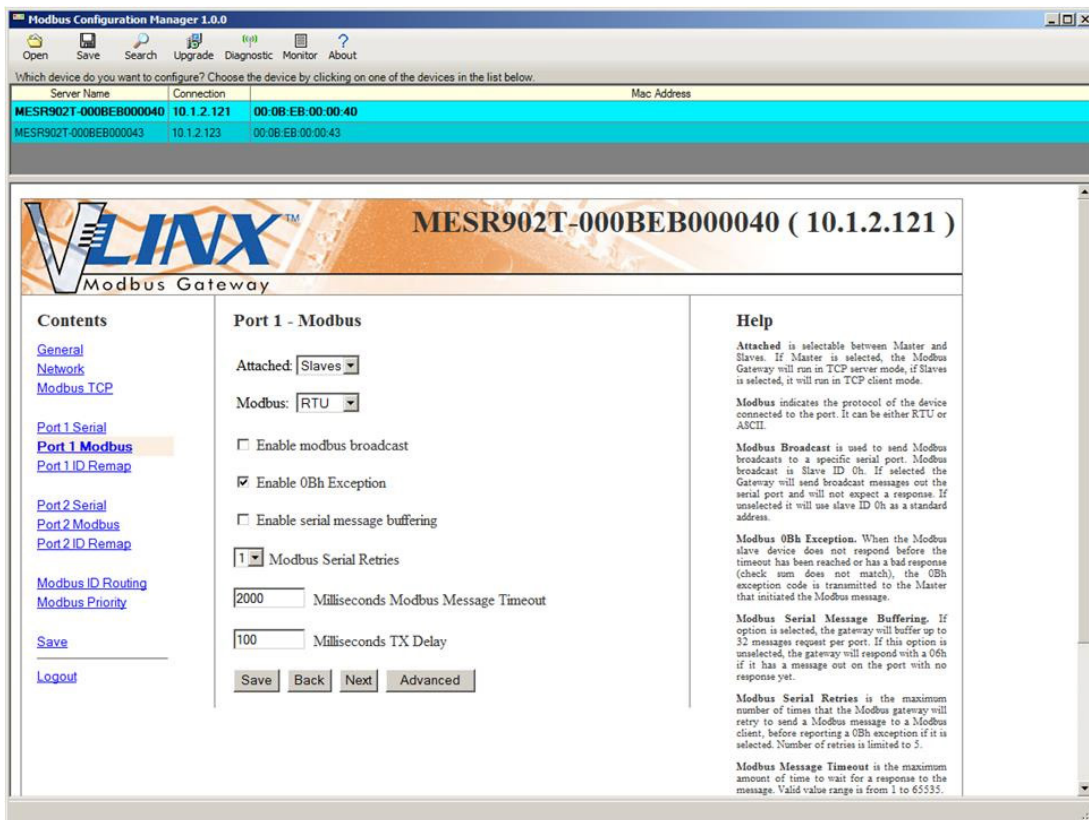 Modbus Configuration Manager 1.0.0
Open Save Search Upgrade Diagnostic Monitor About
Which device do you want to configure? Choose the device by clicking on one of the devices in the list below.
Server Name Connection Mac Address
MESR902T-000BEB000040 10.1.2.121 00:0B:EB:00:00:40
MESR902T-000BEB000043 10.1.2.123 00:0B:EB:00:00:43
VLINX™
Modbus Gateway
MESR902T-000BEB000040 ( 10.1.2.121 )
Contents
General
Network
Modbus TCP
Port 1 Serial
Port 1 Modbus
Port 1 ID Remap
Port 2 Serial
Port 2 Modbus
Port 2 ID Remap
Modbus ID Routing
Modbus Priority
Save
Logout
Port 1 - Modbus
Attached: Slaves
Modbus: RTU
Enable modbus broadcast
Enable 0Bh Exception
Enable serial message buffering
1 Modbus Serial Retries
2000 Milliseconds Modbus Message Timeout
100 Milliseconds TX Delay
Save Back Next Advanced
Help
Attached is selectable between Master and
Slaves. If Master is selected, the Modbus
Gateway will run in TCP server mode, if Slaves
is selected, it will run in TCP client mode.
Modbus indicates the protocol of the device
connected to the port. It can be either RTU or
ASCII.
Modbus Broadcast is used to send Modbus
broadcasts to a specific serial port. Modbus
broadcast is Slave ID 0h. If selected the
Gateway will send broadcast messages out the
serial port and will not expect a response. If
unselected it will use slave ID 0h as a standard
address.
Modbus 0Bh Exception. When the Modbus
slave device does not respond before the
timeout has been reached or has a bad response
(check sum does not match), the 0Bh
exception code is transmitted to the Master
that initiated the Modbus message.
Modbus Serial Message Buffering. If
option is selected, the gateway will buffer up to
32 messages request per port. If this option is
unselected, the gateway will respond with a 06h
if it has a message out on the port with no
response yet.
Modbus Serial Retries is the maximum
number of times that the Modbus gateway will
retry to send a Modbus message to a Modbus
client, before reporting a 0Bh exception if it is
selected. Number of retries is limited to 5.
Modbus Message Timeout is the maximum
amount of time to wait for a response to the
message. Valid value range is from 1 to 65535.